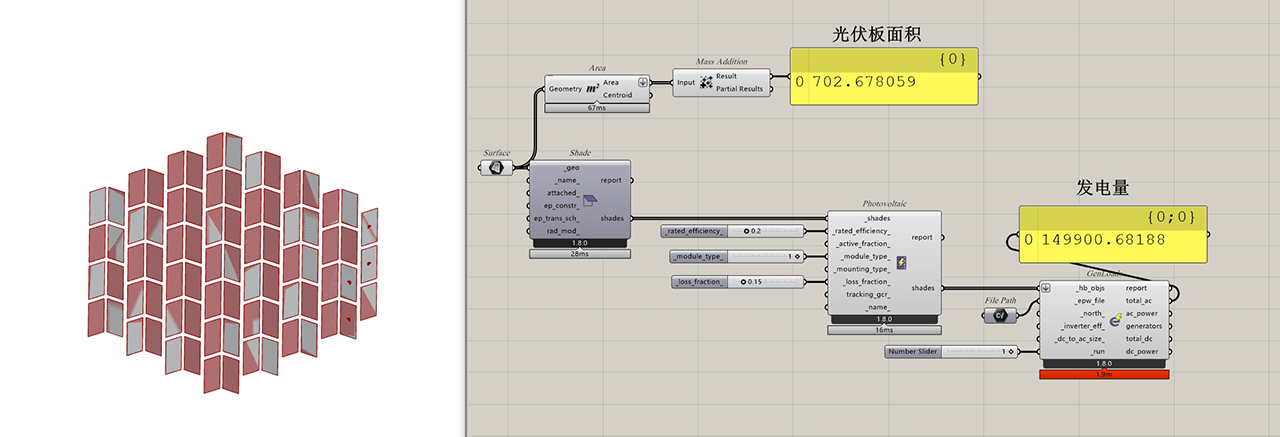 光伏板面积
{0}
0 702.678059
Mass Addition
Input
Result
Partial Results
Area
Geometry
m²
Area
Centroid
67ms
Surface
Shade
_geo
_name_
attached_
ep_constr_
ep_trans_sch_
rad_mod_
report
shades
1.8.0
28ms
_rated_efficiency_ 0.2
_module_type_ 1
_loss_fraction_ 0.15
Photovoltaic
_shades
_rated_efficiency_
_active_fraction_
_module_type_
_mounting_type_
_loss_fraction_
tracking_gcr_
_name_
report
shades
1.8.0
16ms
发电量
{0;0}
0 149900.68188
GenLoads
_hb_objs
_epw_file
_north_
_inverter_eff_
_dc_to_ac_size_
_run
report
total_ac
ac_power
generators
total_dc
dc_power
1.8.0
1.9m
File Path
Number Slider 1